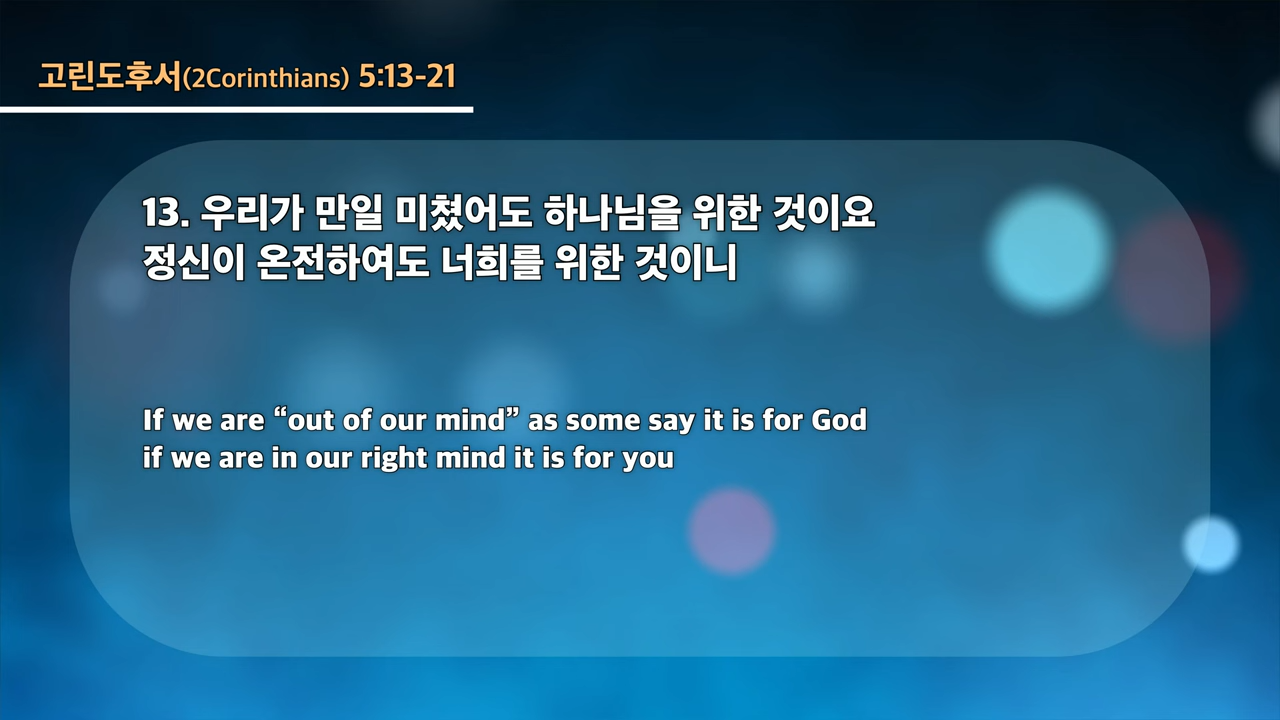 고린도후서(2Corinthians) 5:13-21
13. 우리가 만일 미쳤어도 하나님을 위한 것이요
정신이 온전하여도 너희를 위한 것이니
If we are “out of our mind” as some say it is for God
if we are in our right mind it is for you